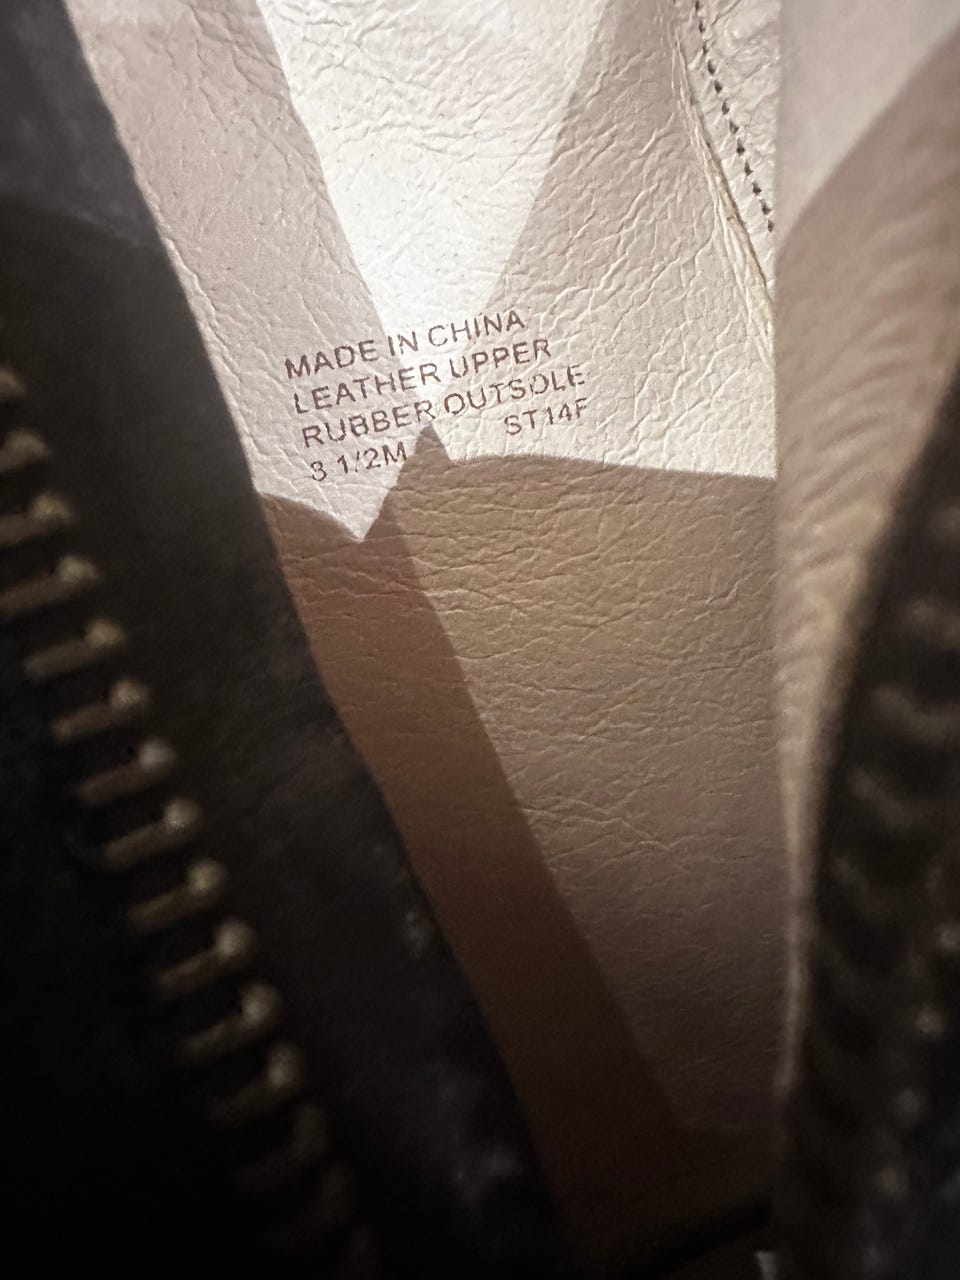 MADE IN CHINA
LEATHER UPPER
RUBBER OUTSOLE
3 1/2M ST14F